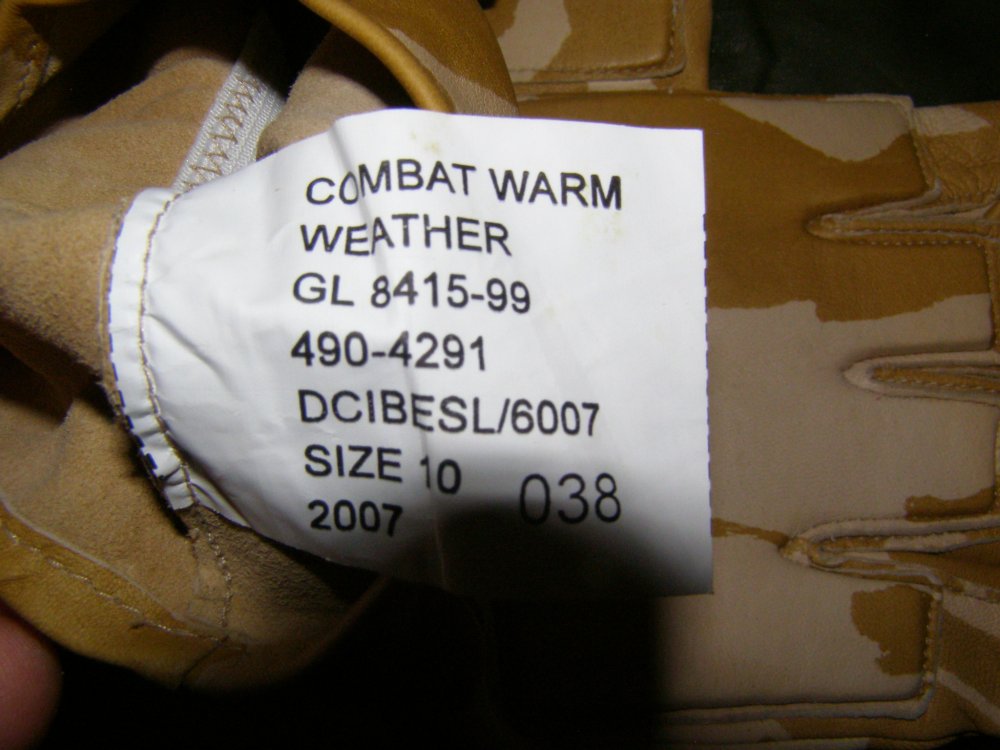 COMBAT WARM
WEATHER
GL 8415-99
490-4291
DCIBESL/6007
SIZE 10
2007 038